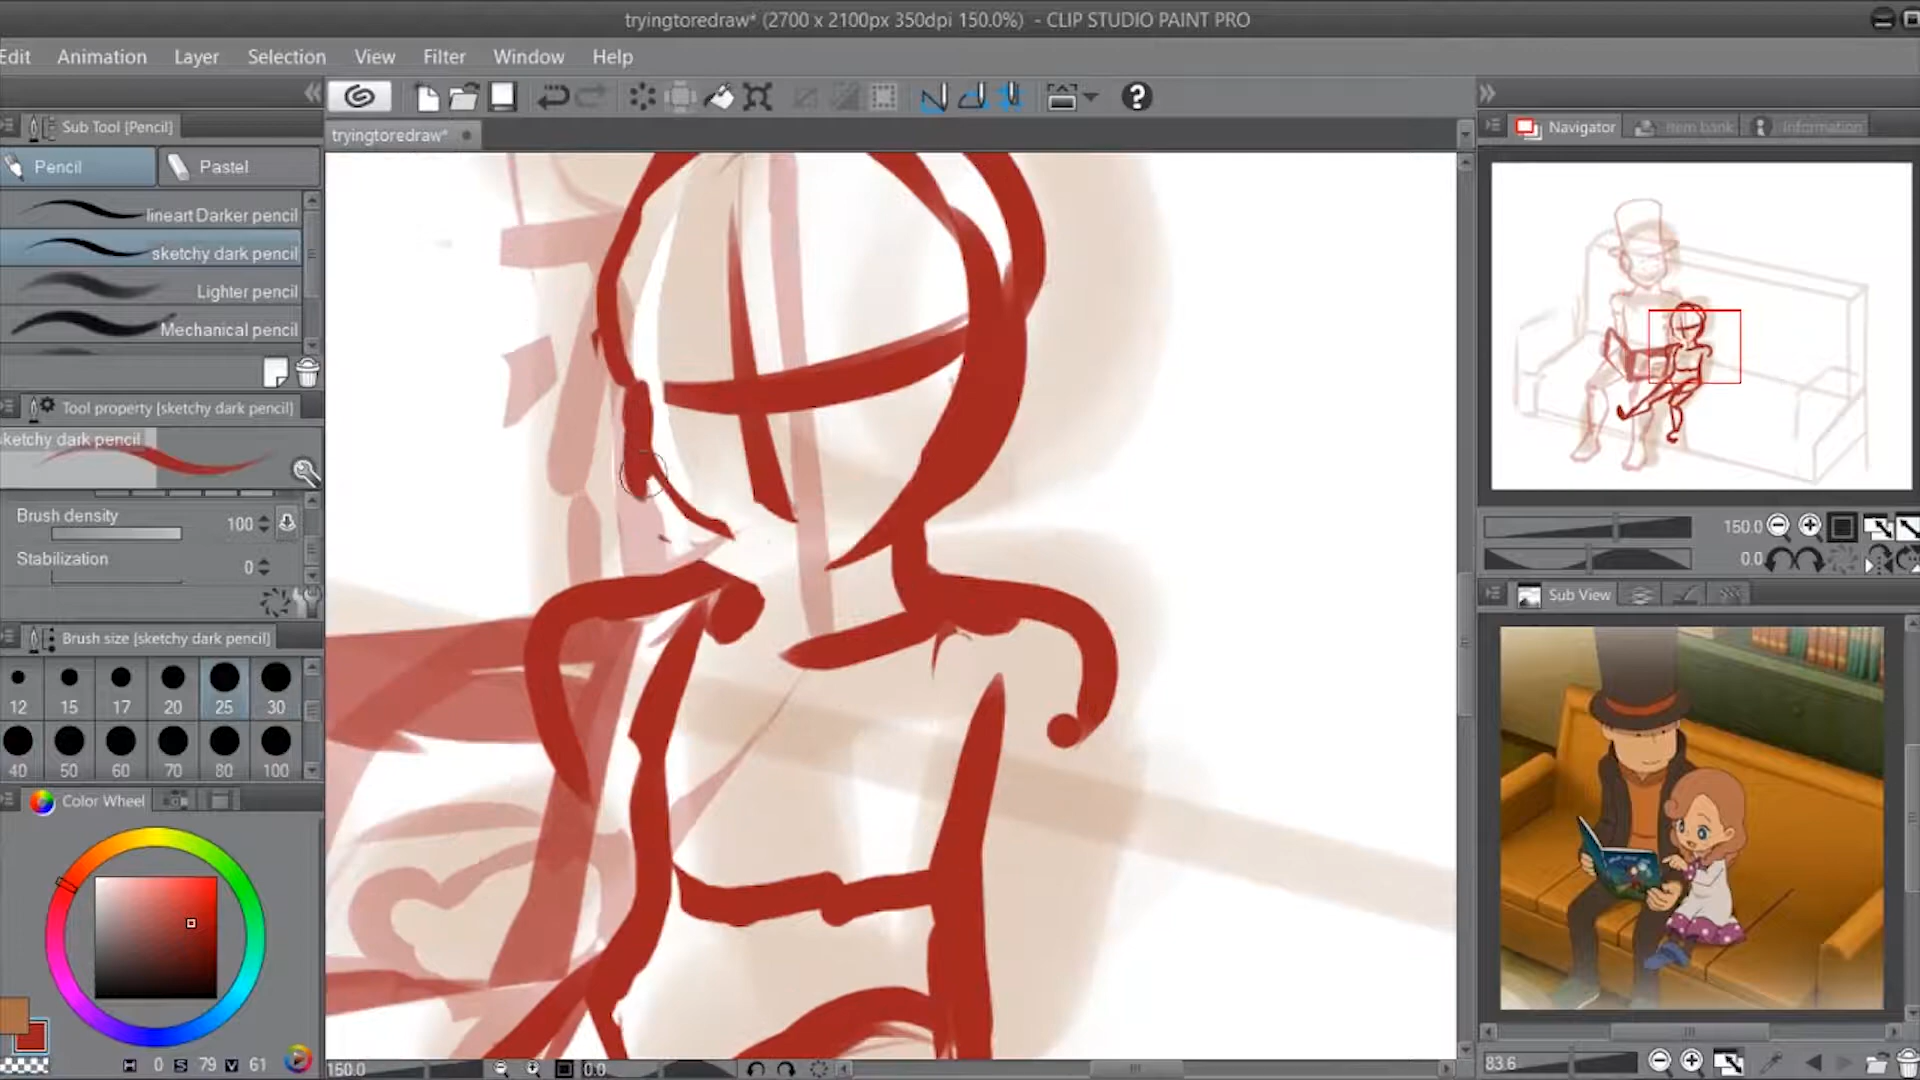 tryingtoredraw* (2700 x 2100px 350dpi 150.0%) - CLIP STUDIO PAINT PRO
Edit Animation Layer Selection View Filter Window Help
tryingtoredraw*
Sub Tool [Pencil]
Pencil Pastel
lineart Darker pencil
sketchy dark pencil
Lighter pencil
Mechanical pencil
Tool property [sketchy dark pencil]
sketchy dark pencil
Brush density 100
Stabilization 0
Brush size [sketchy dark pencil]
12 15 17 20 25 30
40 50 60 70 80 100
Color Wheel
H 0 S 79 V 61
150.0 0.0
Navigator Item bank Information
150.0
0.0
Sub View
83.6